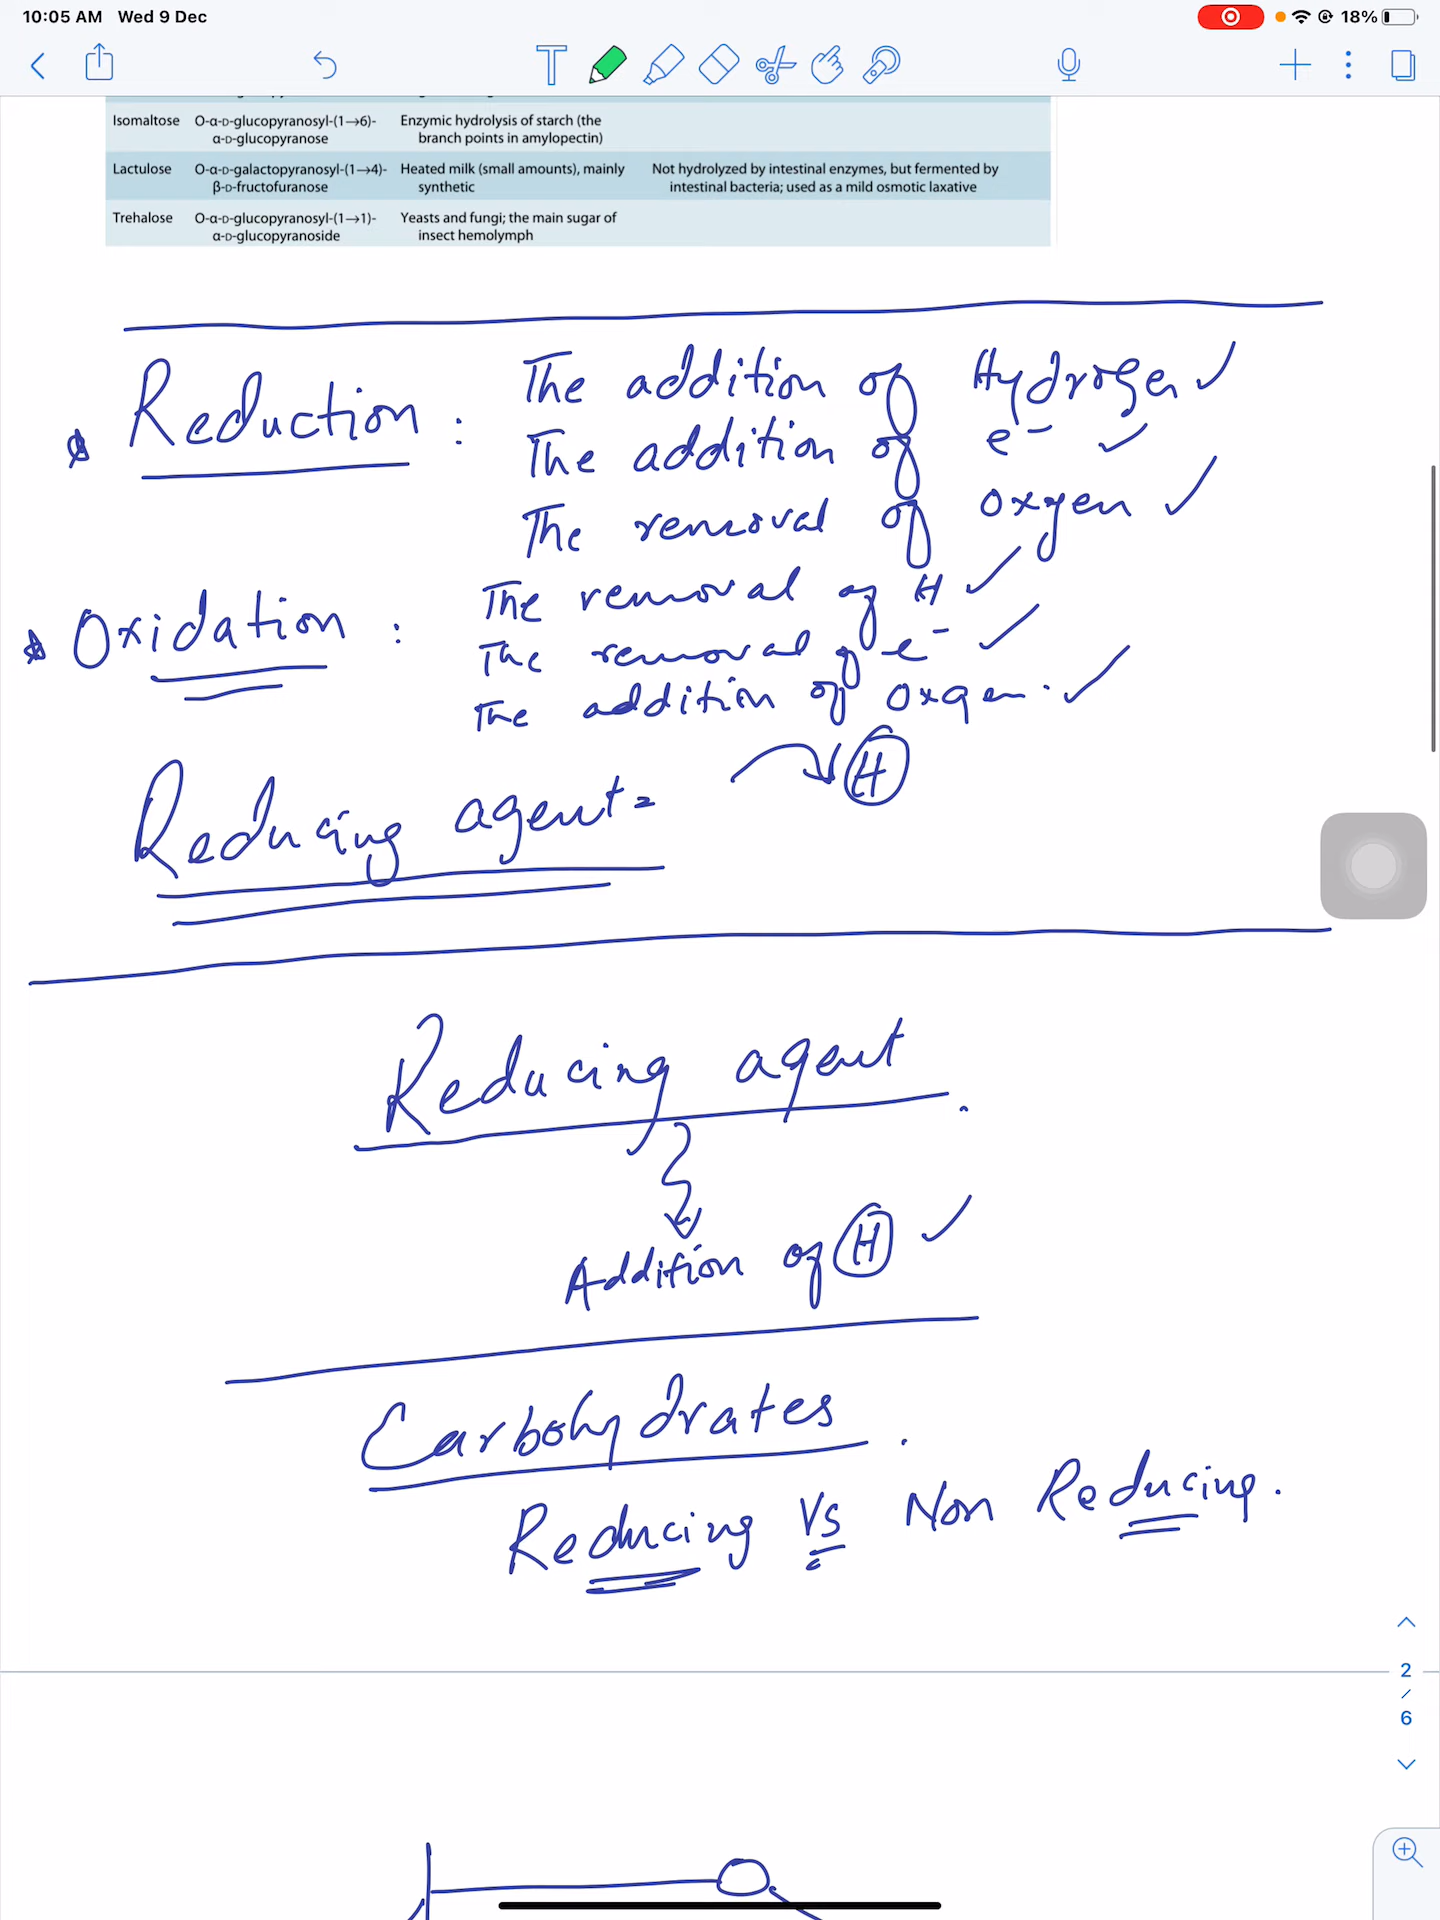 10:05 AM Wed 9 Dec
18%
T
Isomaltose O-α-D-glucopyranosyl-(1→6)- Enzymic hydrolysis of starch (the
α-D-glucopyranose branch points in amylopectin)
Lactulose O-α-D-galactopyranosyl-(1→4)- Heated milk (small amounts), mainly Not hydrolyzed by intestinal enzymes, but fermented by
β-D-fructofuranose synthetic intestinal bacteria; used as a mild osmotic laxative
Trehalose O-α-D-glucopyranosyl-(1→1)- Yeasts and fungi; the main sugar of
α-D-glucopyranoside insect hemolymph
Reduction : The addition of Hydrogen ✓
The addition of e⁻ ✓
The removal of oxygen ✓
Oxidation : The removal of H ✓
The removal of e⁻ ✓
The addition of oxgen. ✓
Reducing agent = H
Reducing agent.
Addition of H ✓
Carbohydrates.
Reducing Vs Non Reducing.
2
/
6